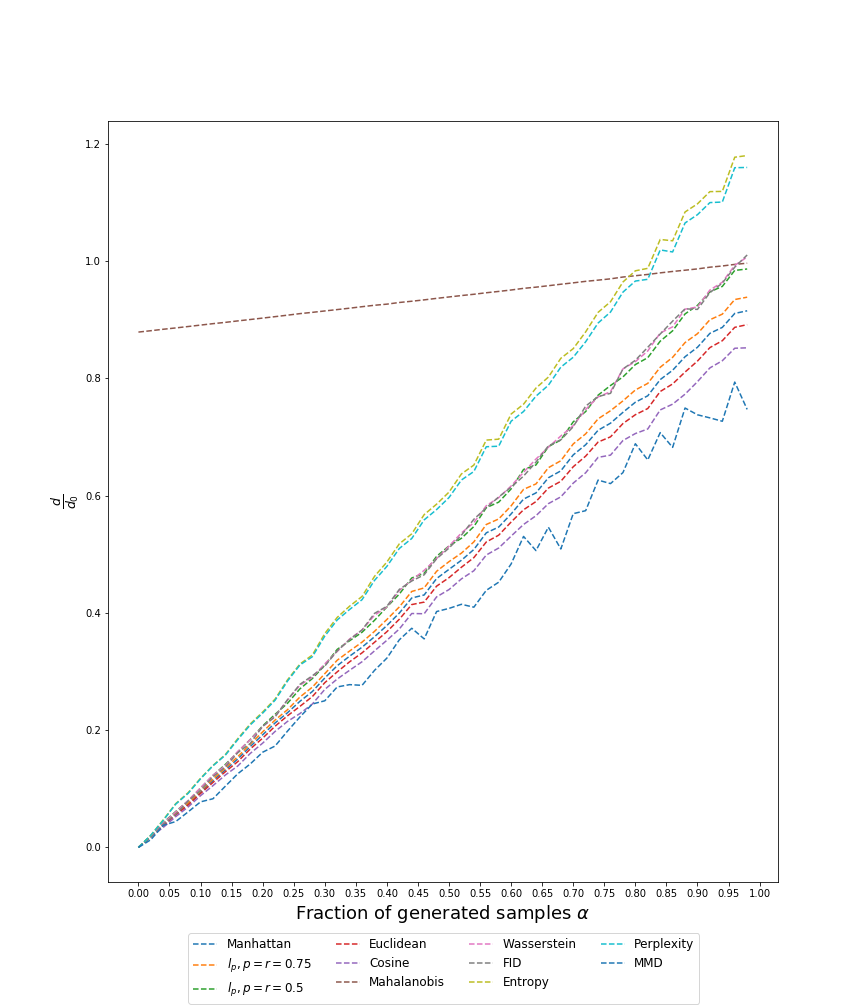 1.2
1.0
0.8
0.6
0.4
0.2
0.0
d/d₀
0.00 0.05 0.10 0.15 0.20 0.25 0.30 0.35 0.40 0.45 0.50 0.55 0.60 0.65 0.70 0.75 0.80 0.85 0.90 0.95 1.00
Fraction of generated samples α
Manhattan Euclidean Wasserstein Perplexity
lₚ, p = r = 0.75 Cosine FID MMD
lₚ, p = r = 0.5 Mahalanobis Entropy